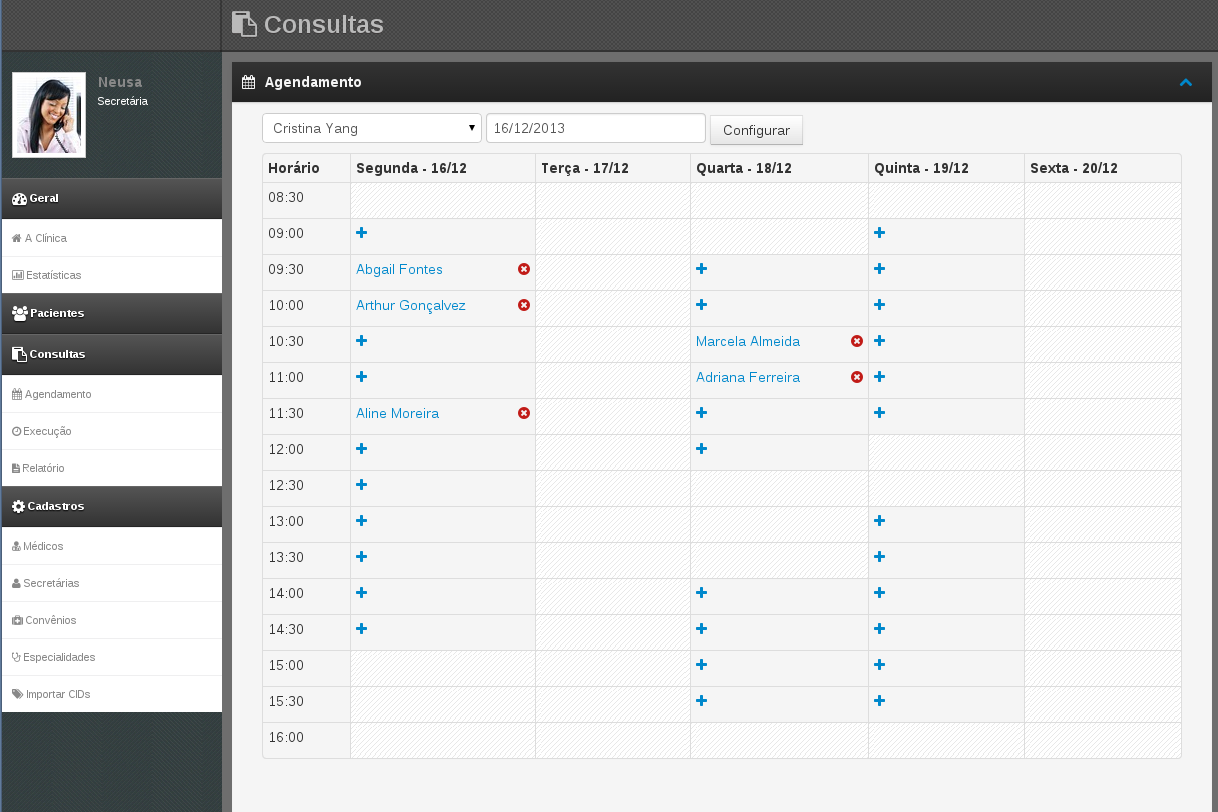 Consultas
Neusa
Secretária
Geral
A Clínica
Estatísticas
Pacientes
Consultas
Agendamento
Execução
Relatório
Cadastros
Médicos
Secretárias
Convênios
Especialidades
Importar CIDs
Agendamento
Cristina Yang 16/12/2013 Configurar
Horário Segunda - 16/12 Terça - 17/12 Quarta - 18/12 Quinta - 19/12 Sexta - 20/12
08:30
09:00 + +
09:30 Abgail Fontes + +
10:00 Arthur Gonçalvez + +
10:30 + Marcela Almeida +
11:00 + Adriana Ferreira +
11:30 Aline Moreira + +
12:00 + +
12:30 +
13:00 + +
13:30 + +
14:00 + + +
14:30 + + +
15:00 + +
15:30 + +
16:00